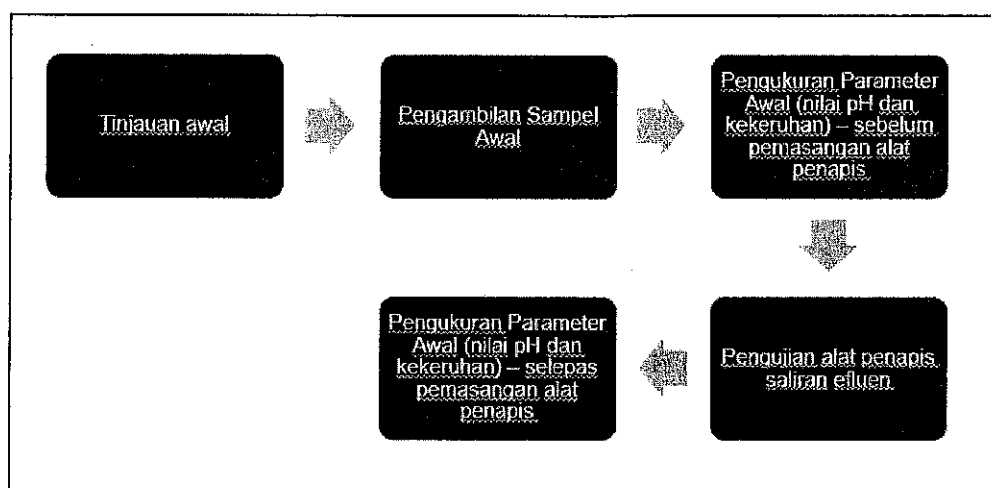 Tinjauan awal
Pengambilan Sampel
Awal
Pengukuran Parameter
Awal (nilai pH dan
kekeruhan) – sebelum
pemasangan alat
penapis
Pengujian alat penapis
saliran efluen
Pengukuran Parameter
Awal (nilai pH dan
kekeruhan) – selepas
pemasangan alat
penapis